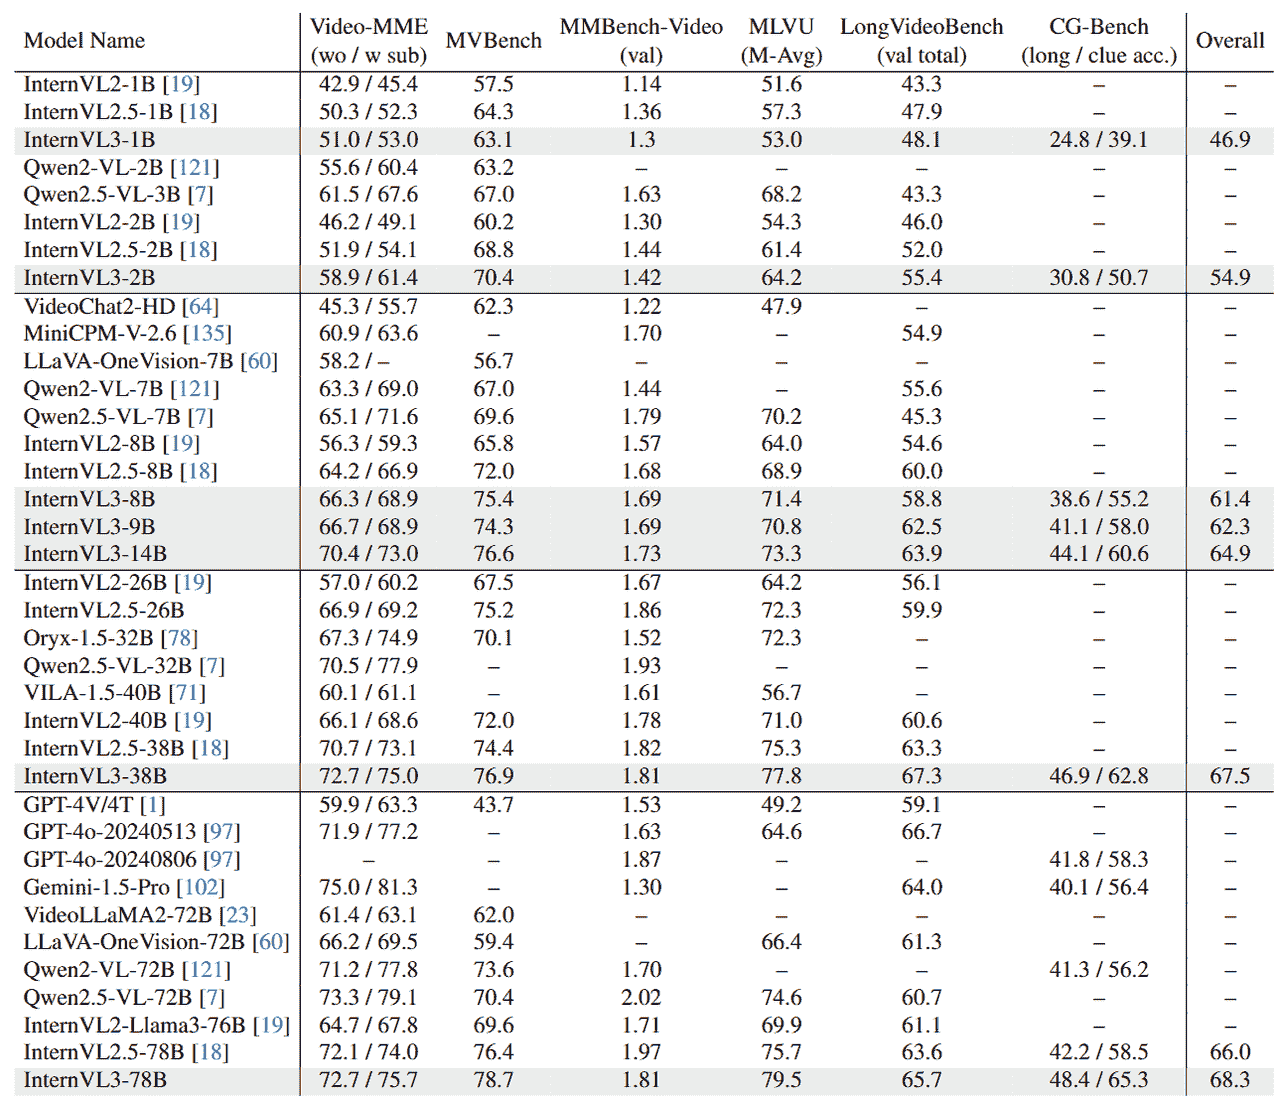 Model Name Video-MME (wo / w sub) MVBench MMBench-Video (val) MLVU (M-Avg) LongVideoBench (val total) CG-Bench (long / clue acc.) Overall
InternVL2-1B [19] 42.9 / 45.4 57.5 1.14 51.6 43.3 – –
InternVL2.5-1B [18] 50.3 / 52.3 64.3 1.36 57.3 47.9 – –
InternVL3-1B 51.0 / 53.0 63.1 1.3 53.0 48.1 24.8 / 39.1 46.9
Qwen2-VL-2B [121] 55.6 / 60.4 63.2 – – – – –
Qwen2.5-VL-3B [7] 61.5 / 67.6 67.0 1.63 68.2 43.3 – –
InternVL2-2B [19] 46.2 / 49.1 60.2 1.30 54.3 46.0 – –
InternVL2.5-2B [18] 51.9 / 54.1 68.8 1.44 61.4 52.0 – –
InternVL3-2B 58.9 / 61.4 70.4 1.42 64.2 55.4 30.8 / 50.7 54.9
VideoChat2-HD [64] 45.3 / 55.7 62.3 1.22 47.9 – – –
MiniCPM-V-2.6 [135] 60.9 / 63.6 – 1.70 – 54.9 – –
LLaVA-OneVision-7B [60] 58.2 / – 56.7 – – – – –
Qwen2-VL-7B [121] 63.3 / 69.0 67.0 1.44 – 55.6 – –
Qwen2.5-VL-7B [7] 65.1 / 71.6 69.6 1.79 70.2 45.3 – –
InternVL2-8B [19] 56.3 / 59.3 65.8 1.57 64.0 54.6 – –
InternVL2.5-8B [18] 64.2 / 66.9 72.0 1.68 68.9 60.0 – –
InternVL3-8B 66.3 / 68.9 75.4 1.69 71.4 58.8 38.6 / 55.2 61.4
InternVL3-9B 66.7 / 68.9 74.3 1.69 70.8 62.5 41.1 / 58.0 62.3
InternVL3-14B 70.4 / 73.0 76.6 1.73 73.3 63.9 44.1 / 60.6 64.9
InternVL2-26B [19] 57.0 / 60.2 67.5 1.67 64.2 56.1 – –
InternVL2.5-26B 66.9 / 69.2 75.2 1.86 72.3 59.9 – –
Oryx-1.5-32B [78] 67.3 / 74.9 70.1 1.52 72.3 – – –
Qwen2.5-VL-32B [7] 70.5 / 77.9 – 1.93 – – – –
VILA-1.5-40B [71] 60.1 / 61.1 – 1.61 56.7 – – –
InternVL2-40B [19] 66.1 / 68.6 72.0 1.78 71.0 60.6 – –
InternVL2.5-38B [18] 70.7 / 73.1 74.4 1.82 75.3 63.3 – –
InternVL3-38B 72.7 / 75.0 76.9 1.81 77.8 67.3 46.9 / 62.8 67.5
GPT-4V/4T [1] 59.9 / 63.3 43.7 1.53 49.2 59.1 – –
GPT-4o-20240513 [97] 71.9 / 77.2 – 1.63 64.6 66.7 – –
GPT-4o-20240806 [97] – – 1.87 – – 41.8 / 58.3 –
Gemini-1.5-Pro [102] 75.0 / 81.3 – 1.30 – 64.0 40.1 / 56.4 –
VideoLLaMA2-72B [23] 61.4 / 63.1 62.0 – – – – –
LLaVA-OneVision-72B [60] 66.2 / 69.5 59.4 – 66.4 61.3 – –
Qwen2-VL-72B [121] 71.2 / 77.8 73.6 1.70 – – 41.3 / 56.2 –
Qwen2.5-VL-72B [7] 73.3 / 79.1 70.4 2.02 74.6 60.7 – –
InternVL2-Llama3-76B [19] 64.7 / 67.8 69.6 1.71 69.9 61.1 – –
InternVL2.5-78B [18] 72.1 / 74.0 76.4 1.97 75.7 63.6 42.2 / 58.5 66.0
InternVL3-78B 72.7 / 75.7 78.7 1.81 79.5 65.7 48.4 / 65.3 68.3